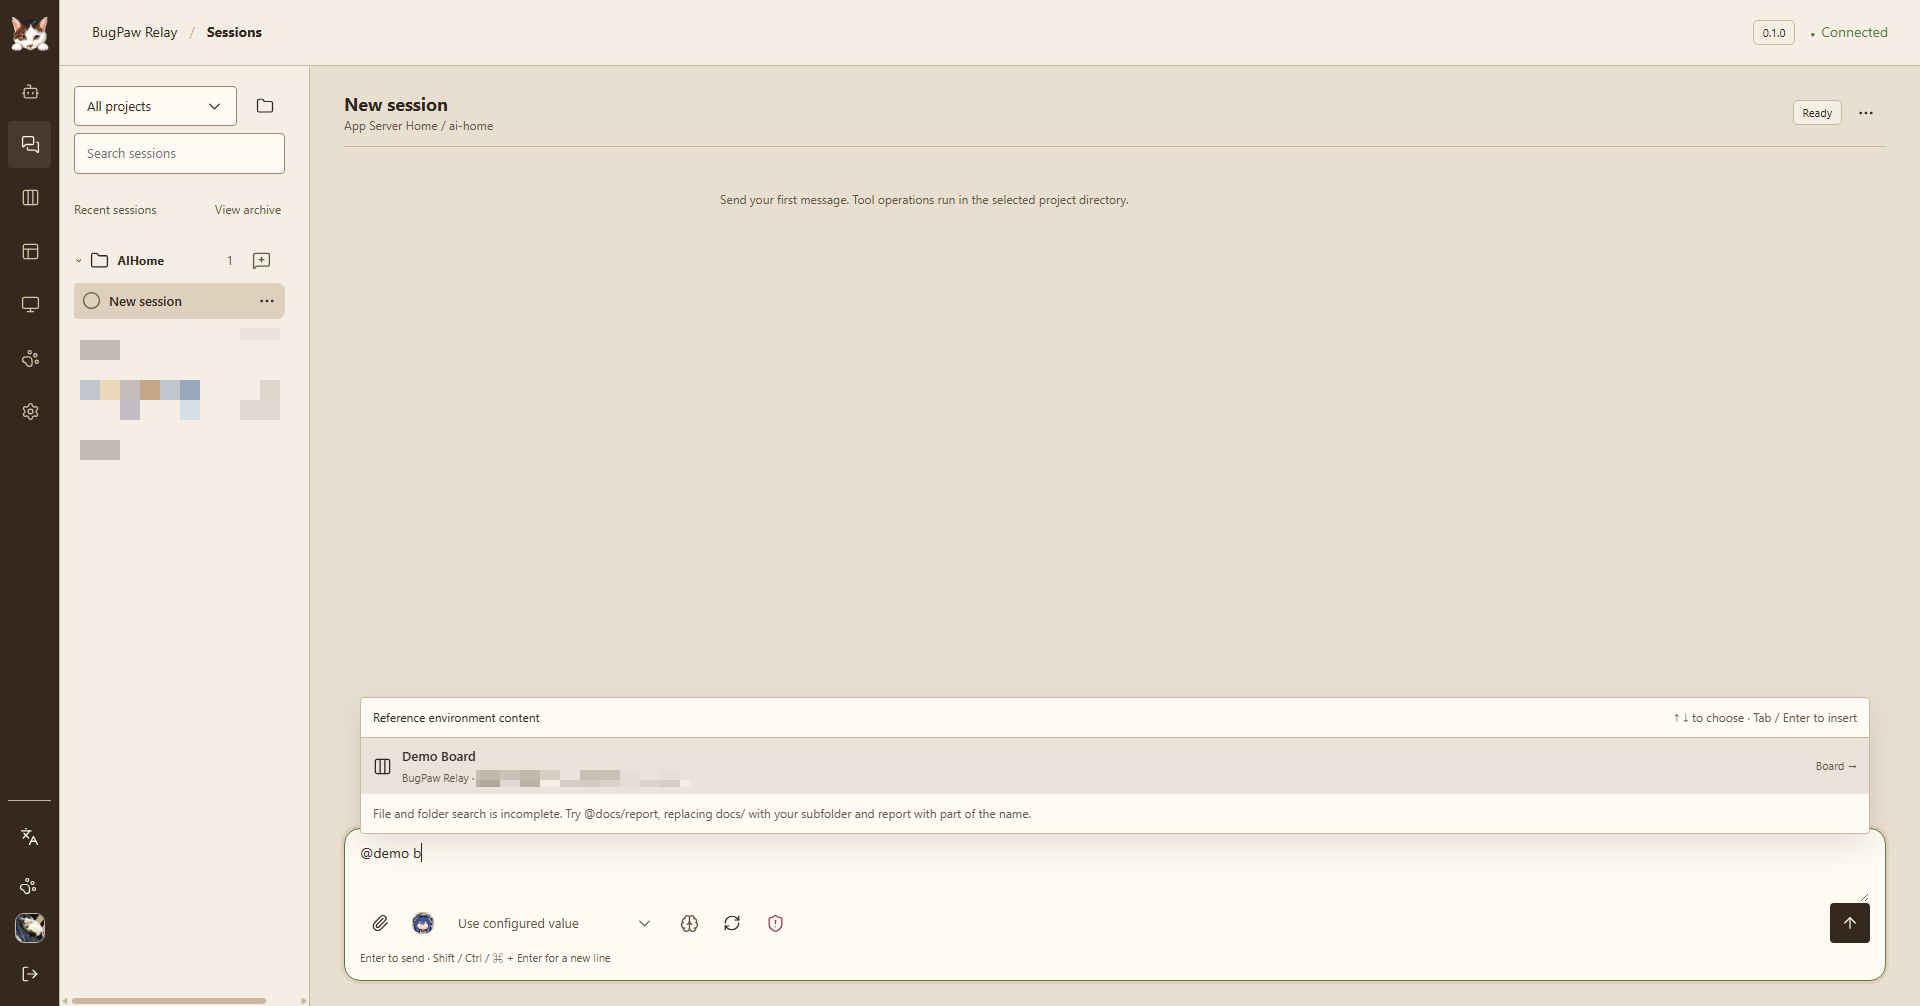 BugPaw Relay / Sessions
0.1.0
Connected
All projects
Search sessions
Recent sessions
View archive
AIHome 1
New session
New session
App Server Home / ai-home
Ready
Send your first message. Tool operations run in the selected project directory.
Reference environment content
↑ ↓ to choose · Tab / Enter to insert
Demo Board
BugPaw Relay ·
Board →
File and folder search is incomplete. Try @docs/report, replacing docs/ with your subfolder and report with part of the name.
@demo b
Use configured value
Enter to send · Shift / Ctrl / ⌘ + Enter for a new line